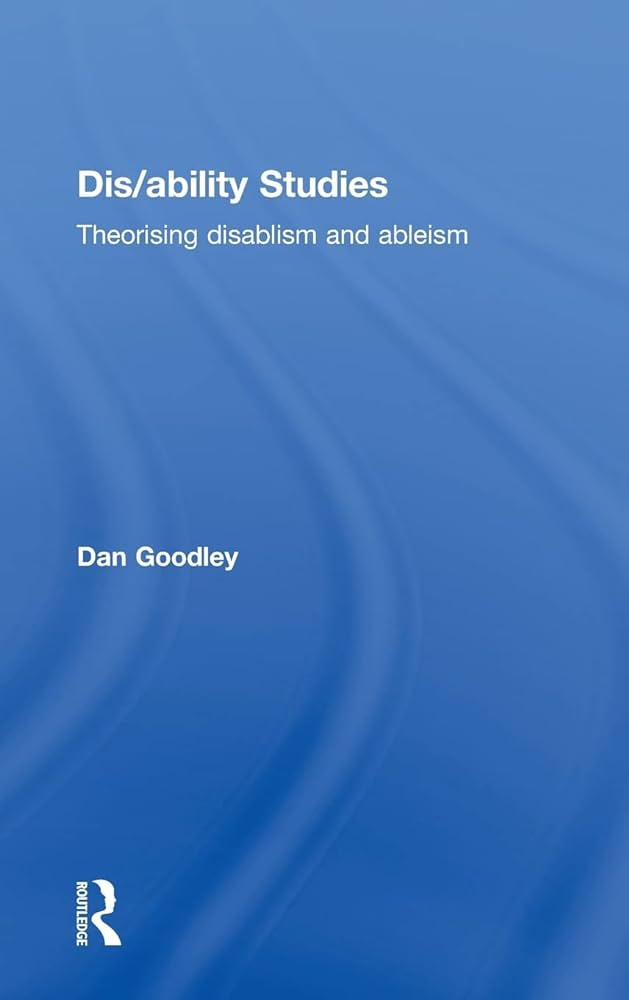 Dis/ability Studies
Theorising disablism and ableism
Dan Goodley
ROUTLEDGE